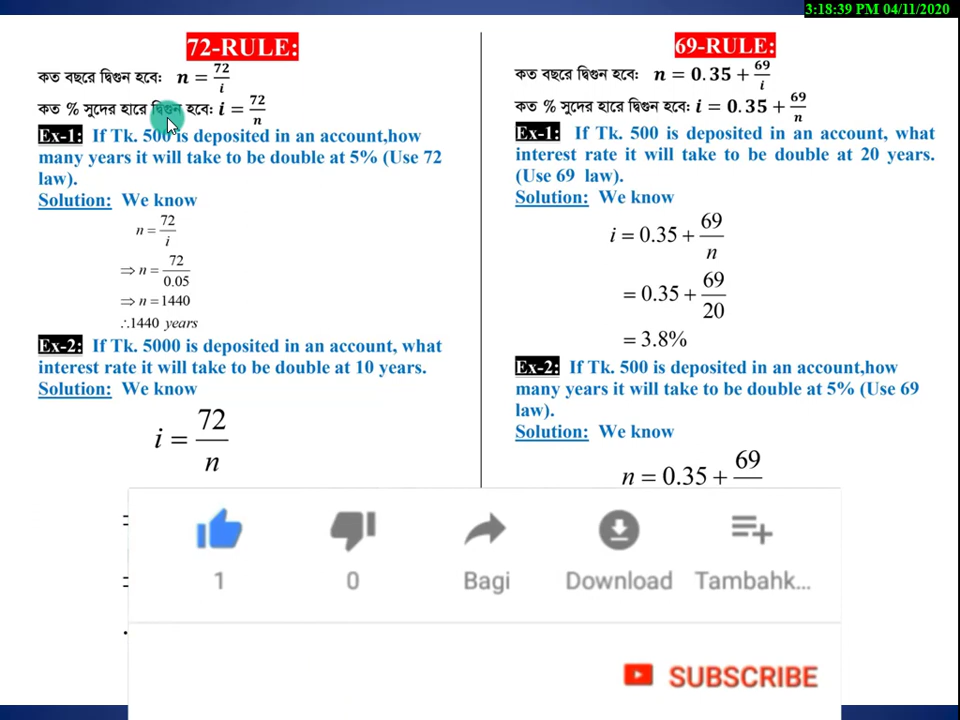 3:18:39 PM 04/11/2020
72-RULE:
কত বছরে দ্বিগুন হবে: n = 72/i
কত % সুদের হারে দ্বিগুন হবে: i = 72/n
Ex-1: If Tk. 500 is deposited in an account,how
many years it will take to be double at 5% (Use 72
law).
Solution: We know
n = 72/i
⇒ n = 72/0.05
⇒ n = 1440
∴1440 years
Ex-2: If Tk. 5000 is deposited in an account, what
interest rate it will take to be double at 10 years.
Solution: We know
i = 72/n
69-RULE:
কত বছরে দ্বিগুন হবে: n = 0.35 + 69/i
কত % সুদের হারে দ্বিগুন হবে: i = 0.35 + 69/n
Ex-1: If Tk. 500 is deposited in an account, what
interest rate it will take to be double at 20 years.
(Use 69 law).
Solution: We know
i = 0.35 + 69/n
= 0.35 + 69/20
= 3.8%
Ex-2: If Tk. 500 is deposited in an account,how
many years it will take to be double at 5% (Use 69
law).
Solution: We know
n = 0.35 + 69
1 0 Bagi Download Tambahk...
SUBSCRIBE